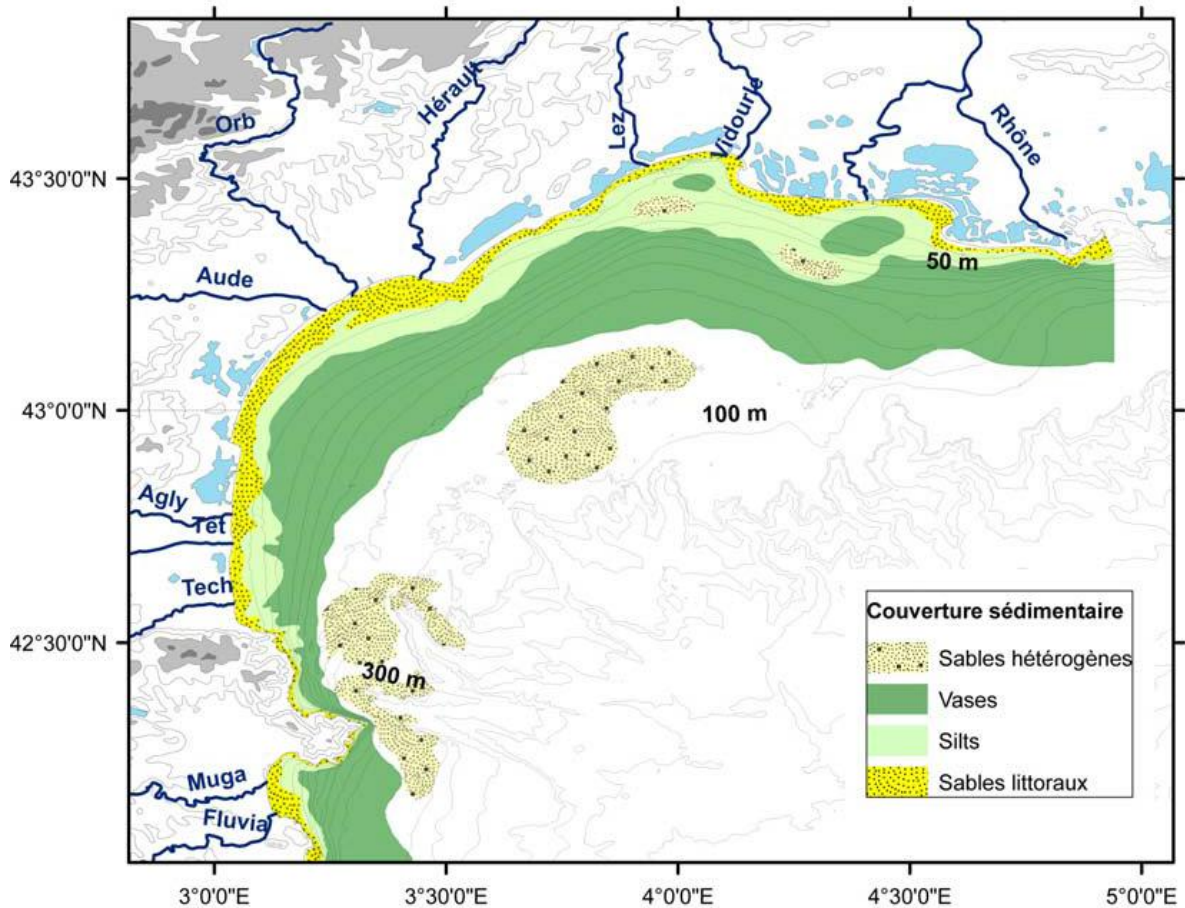 Orb
Hérault
Lez
Vidourle
Rhône
43°30'0"N
50 m
Aude
43°0'0"N
100 m
Agly
Têt
Tech
42°30'0"N
300 m
Muga
Fluvia
Couverture sédimentaire
Sables hétérogènes
Vases
Silts
Sables littoraux
3°0'0"E
3°30'0"E
4°0'0"E
4°30'0"E
5°00'0"E